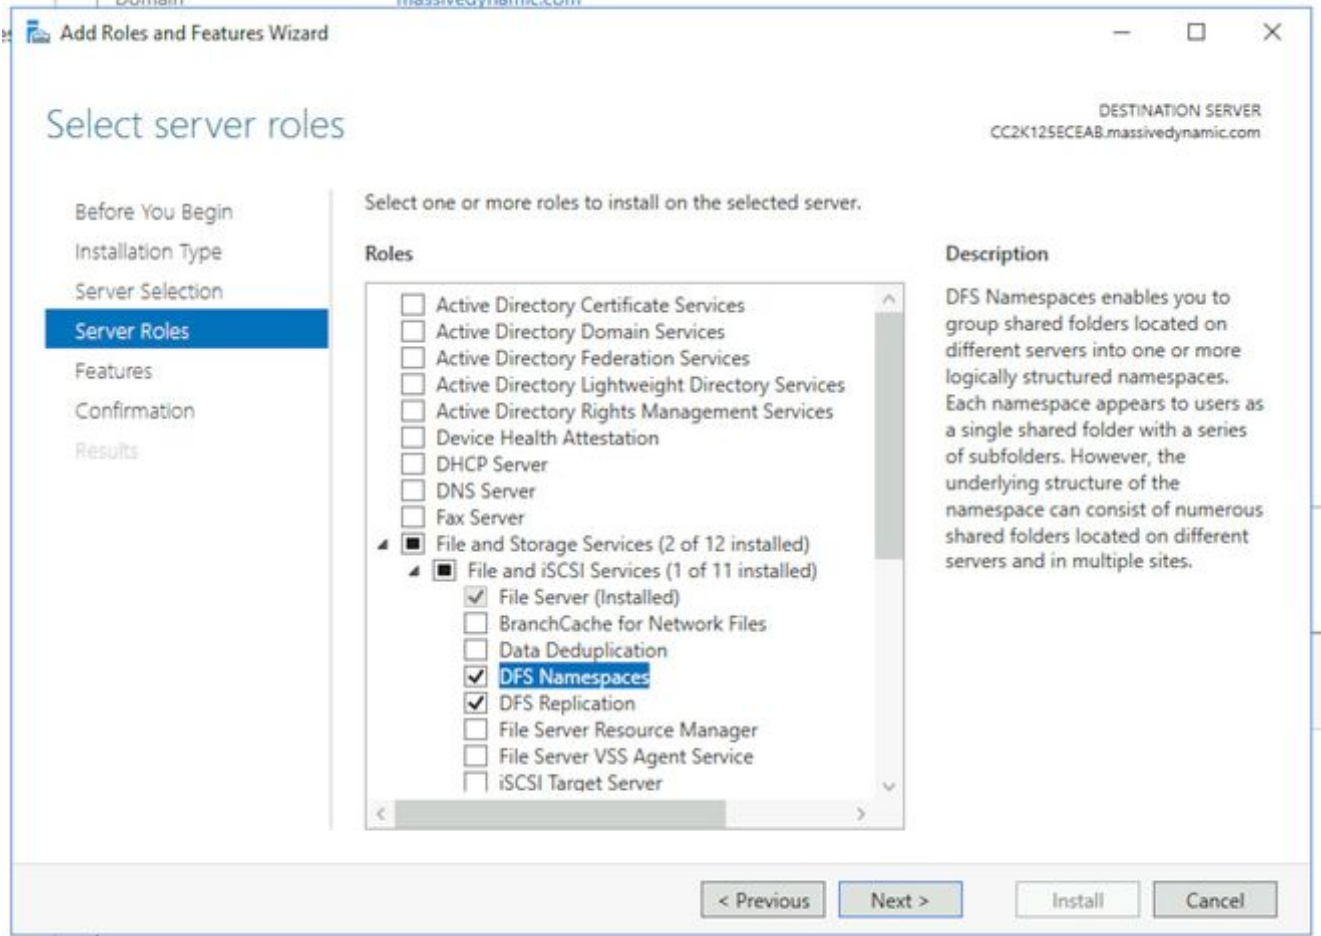 Domain
massivedynamic.com
Add Roles and Features Wizard
Select server roles
DESTINATION SERVER
CC2K125ECEAB.massivedynamic.com
Before You Begin
Installation Type
Server Selection
Server Roles
Features
Confirmation
Results
Select one or more roles to install on the selected server.
Roles
Active Directory Certificate Services
Active Directory Domain Services
Active Directory Federation Services
Active Directory Lightweight Directory Services
Active Directory Rights Management Services
Device Health Attestation
DHCP Server
DNS Server
Fax Server
File and Storage Services (2 of 12 installed)
File and iSCSI Services (1 of 11 installed)
File Server (Installed)
BranchCache for Network Files
Data Deduplication
DFS Namespaces
DFS Replication
File Server Resource Manager
File Server VSS Agent Service
iSCSI Target Server
Description
DFS Namespaces enables you to
group shared folders located on
different servers into one or more
logically structured namespaces.
Each namespace appears to users as
a single shared folder with a series
of subfolders. However, the
underlying structure of the
namespace can consist of numerous
shared folders located on different
servers and in multiple sites.
< Previous
Next >
Install
Cancel